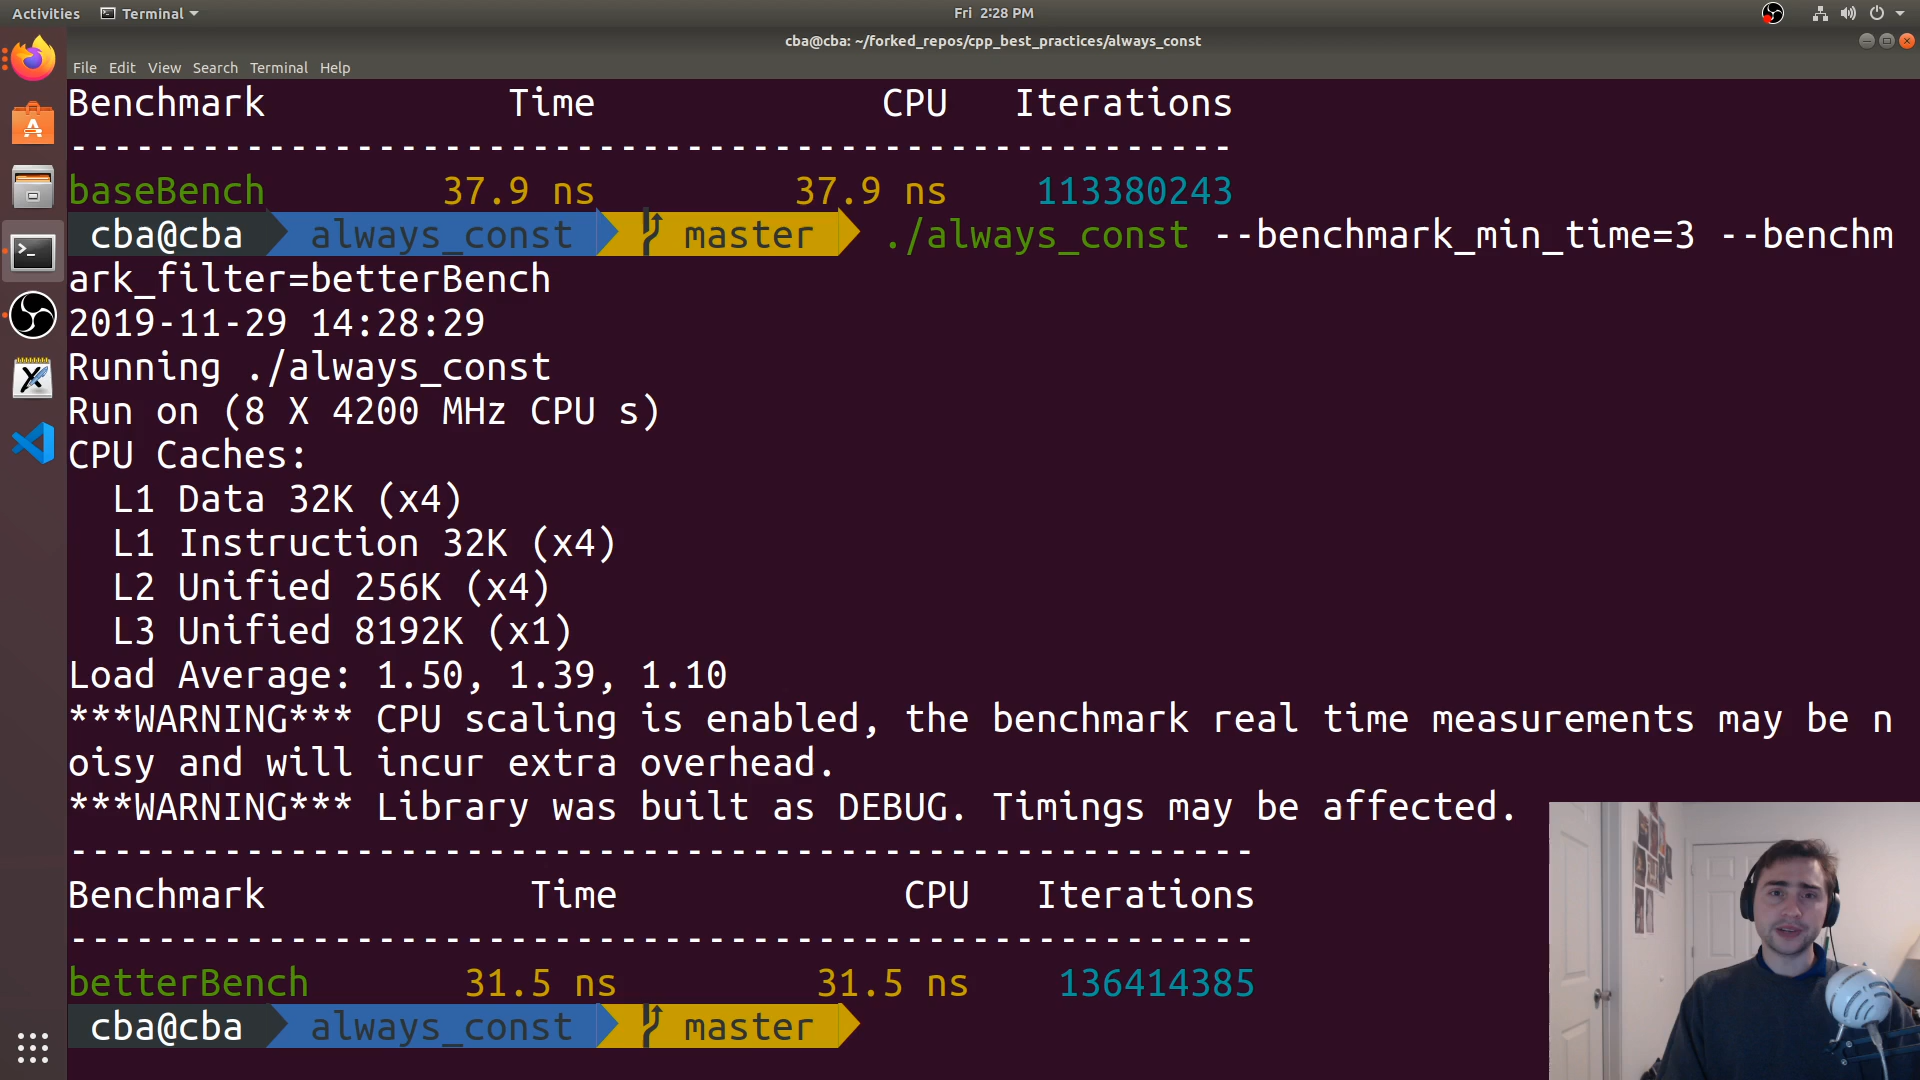 Activities Terminal Fri 2:28 PM
cba@cba: ~/forked_repos/cpp_best_practices/always_const
File Edit View Search Terminal Help
Benchmark Time CPU Iterations
-----------------------------------------------------
baseBench 37.9 ns 37.9 ns 113380243
cba@cba always_const master ./always_const --benchmark_min_time=3 --benchm
ark_filter=betterBench
2019-11-29 14:28:29
Running ./always_const
Run on (8 X 4200 MHz CPU s)
CPU Caches:
L1 Data 32K (x4)
L1 Instruction 32K (x4)
L2 Unified 256K (x4)
L3 Unified 8192K (x1)
Load Average: 1.50, 1.39, 1.10
***WARNING*** CPU scaling is enabled, the benchmark real time measurements may be n
oisy and will incur extra overhead.
***WARNING*** Library was built as DEBUG. Timings may be affected.
------------------------------------------------------
Benchmark Time CPU Iterations
------------------------------------------------------
betterBench 31.5 ns 31.5 ns 136414385
cba@cba always_const master